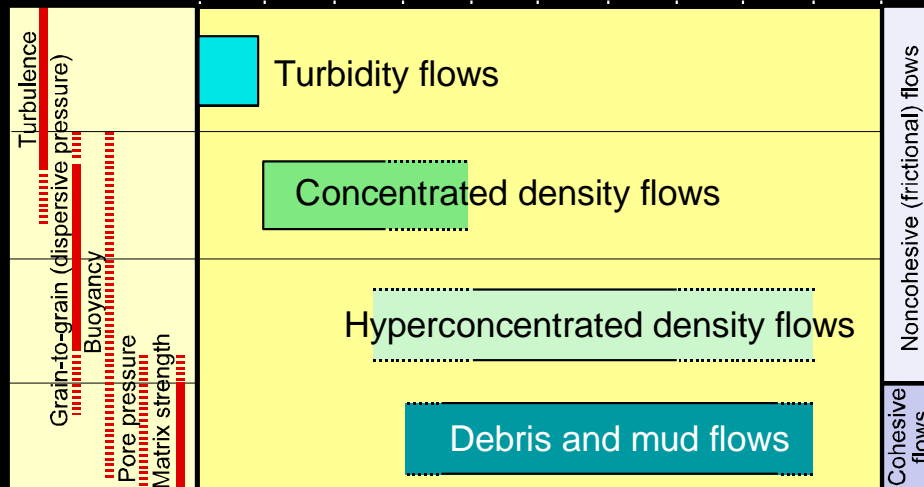 Turbulence
Grain-to-grain (dispersive pressure)
Buoyancy
Pore pressure
Matrix strength
Turbidity flows
Concentrated density flows
Hyperconcentrated density flows
Debris and mud flows
Noncohesive (frictional) flows
Cohesive
flows